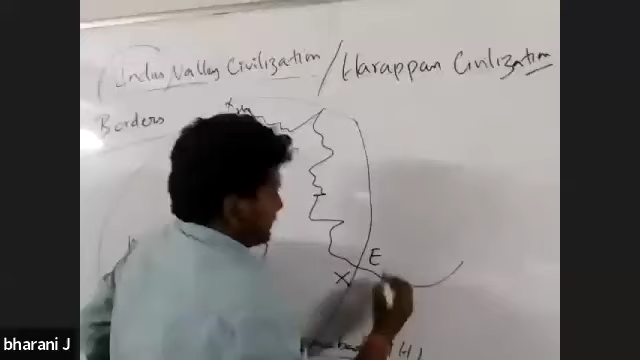 Indus Valley Civilization / Harappan Civilization
Borders
X
E
X
bharani J